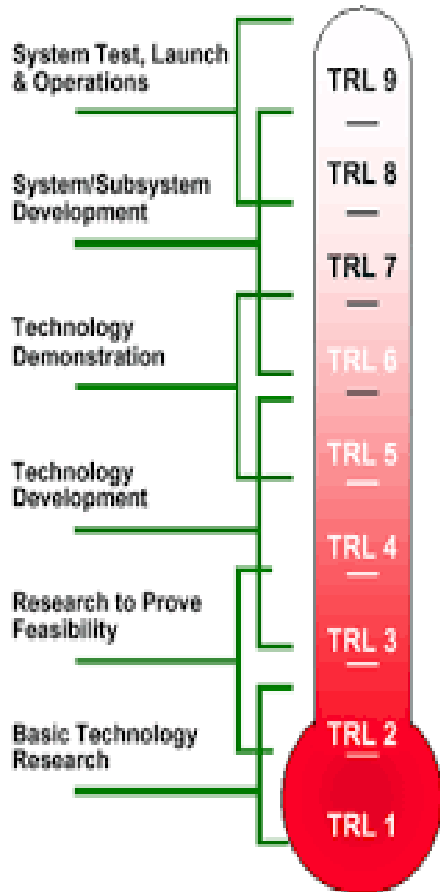 System Test, Launch
& Operations
System/Subsystem
Development
Technology
Demonstration
Technology
Development
Research to Prove
Feasibility
Basic Technology
Research
TRL 9
TRL 8
TRL 7
TRL 6
TRL 5
TRL 4
TRL 3
TRL 2
TRL 1